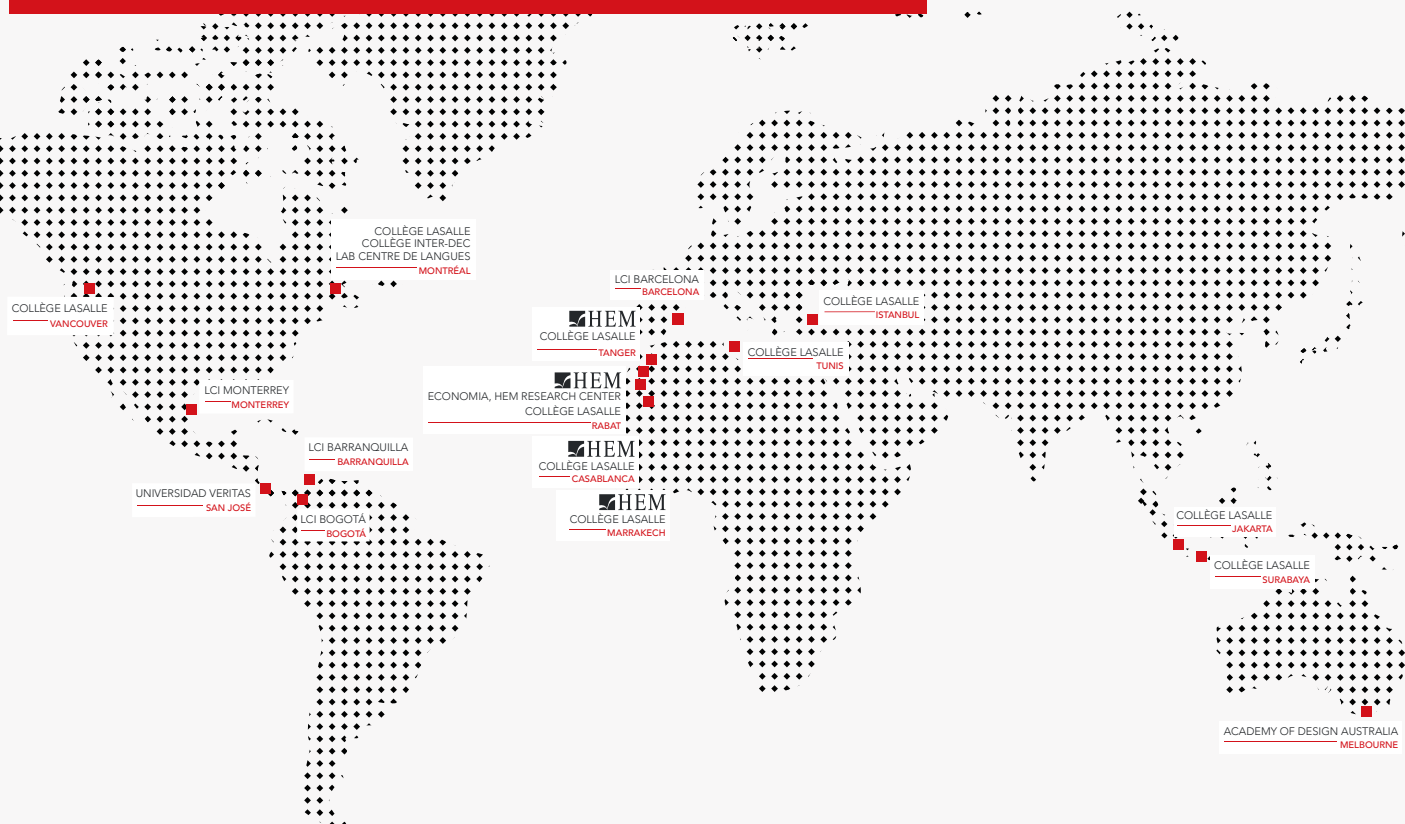 COLLÈGE LASALLE
COLLÈGE INTER-DEC
LAB CENTRE DE LANGUES
MONTRÉAL
COLLÈGE LASALLE
VANCOUVER
LCI BARCELONA
BARCELONA
COLLÈGE LASALLE
ISTANBUL
HEM
COLLÈGE LASALLE
TANGER
COLLÈGE LASALLE
TUNIS
HEM
ECONOMIA, HEM RESEARCH CENTER
COLLÈGE LASALLE
RABAT
LCI MONTERREY
MONTERREY
LCI BARRANQUILLA
BARRANQUILLA
HEM
COLLÈGE LASALLE
CASABLANCA
UNIVERSIDAD VERITAS
SAN JOSÉ
HEM
COLLÈGE LASALLE
MARRAKECH
LCI BOGOTÁ
BOGOTÁ
COLLÈGE LASALLE
JAKARTA
COLLÈGE LASALLE
SURABAYA
ACADEMY OF DESIGN AUSTRALIA
MELBOURNE